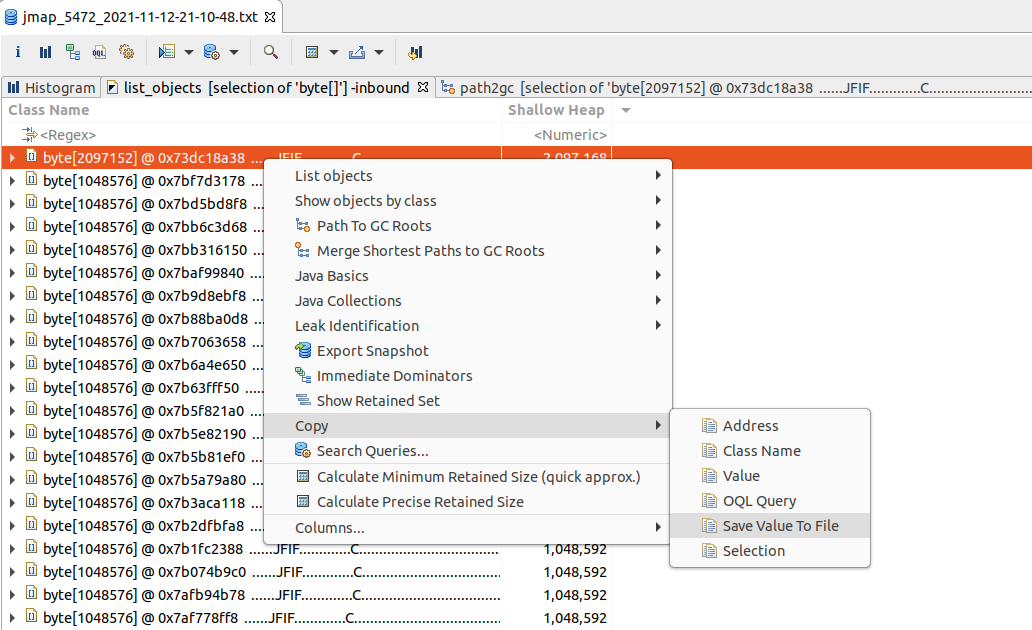 jmap_5472_2021-11-12-21-10-48.txt
i OQL
Histogram list_objects [selection of 'byte[]'] -inbound path2gc [selection of 'byte[2097152] @ 0x73dc18a38 .......JFIF.............C...............................
Class Name Shallow Heap
<Regex> <Numeric>
byte[2097152] @ 0x73dc18a38 .......JFIF.............C 2,097,168
byte[1048576] @ 0x7bf7d3178 ...
byte[1048576] @ 0x7bd5bd8f8 ...
byte[1048576] @ 0x7bb6c3d68 ...
byte[1048576] @ 0x7bb316150 ...
byte[1048576] @ 0x7baf99840 ....
byte[1048576] @ 0x7b9d8ebf8 ...
byte[1048576] @ 0x7b88ba0d8 ...
byte[1048576] @ 0x7b7063658 ...
byte[1048576] @ 0x7b6a4e650 ....
byte[1048576] @ 0x7b63fff50 .....
byte[1048576] @ 0x7b5f821a0 ....
byte[1048576] @ 0x7b5e82190 ....
byte[1048576] @ 0x7b5b81ef0 ....
byte[1048576] @ 0x7b5a79a80 ....
byte[1048576] @ 0x7b3aca118 ....
byte[1048576] @ 0x7b2dfbfa8 ....
byte[1048576] @ 0x7b1fc2388 .......JFIF.............C..................................... 1,048,592
byte[1048576] @ 0x7b074b9c0 .......JFIF.............C..................................... 1,048,592
byte[1048576] @ 0x7afb94b78 .......JFIF.............C..................................... 1,048,592
byte[1048576] @ 0x7af778ff8 .......JFIF.............C..................................... 1,048,592
List objects
Show objects by class
Path To GC Roots
Merge Shortest Paths to GC Roots
Java Basics
Java Collections
Leak Identification
Export Snapshot
Immediate Dominators
Show Retained Set
Copy
Search Queries...
Calculate Minimum Retained Size (quick approx.)
Calculate Precise Retained Size
Columns...
Address
Class Name
Value
OQL Query
Save Value To File
Selection